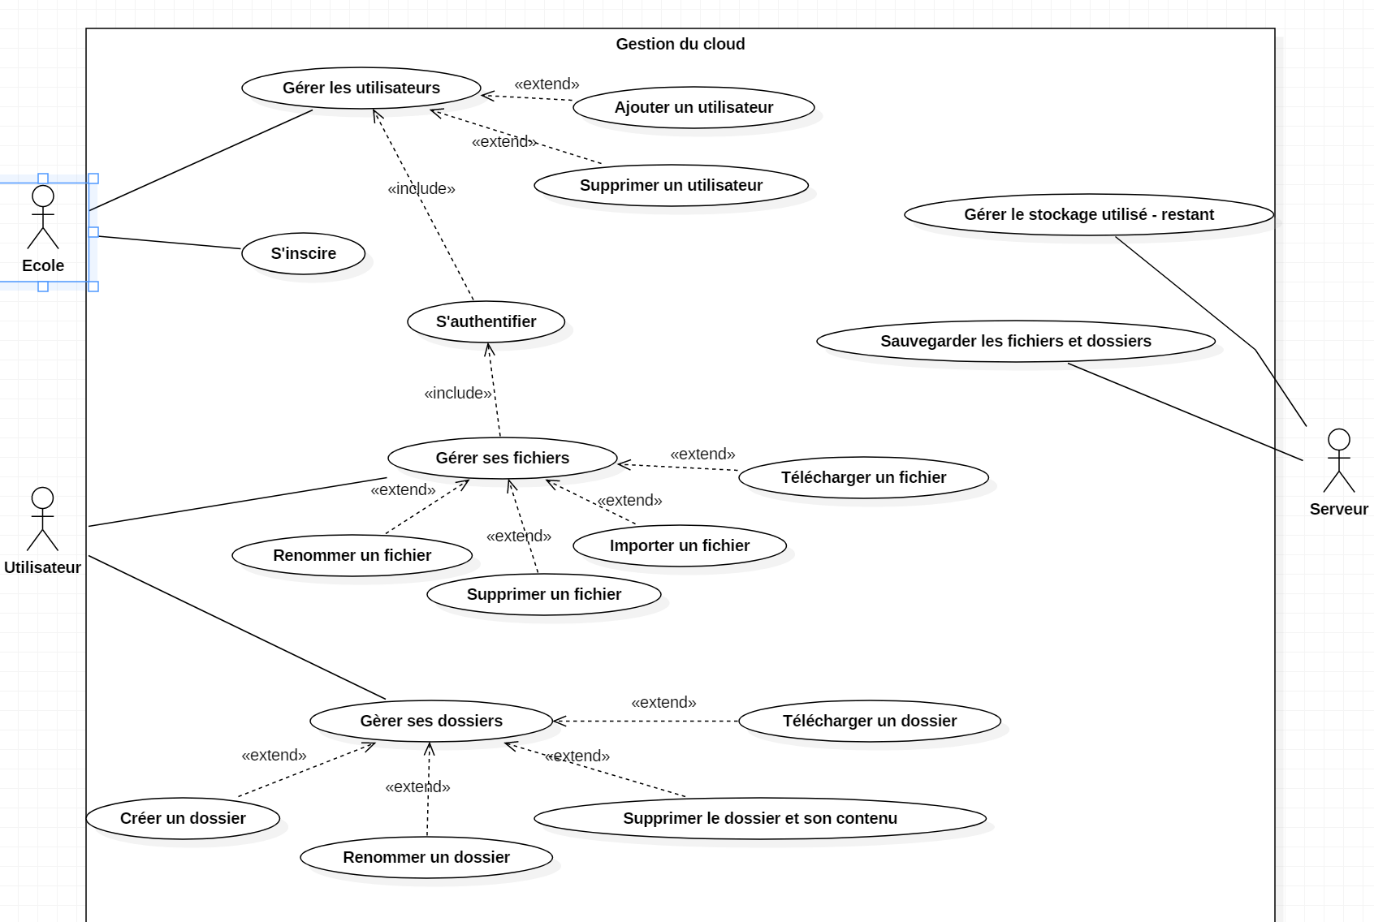 Gestion du cloud
Gérer les utilisateurs
«extend»
Ajouter un utilisateur
«extend»
Supprimer un utilisateur
«include»
Gérer le stockage utilisé - restant
S'inscire
Ecole
S'authentifier
Sauvegarder les fichiers et dossiers
«include»
Gérer ses fichiers
«extend»
Télécharger un fichier
«extend»
«extend»
Serveur
«extend»
Importer un fichier
Renommer un fichier
Utilisateur
Supprimer un fichier
«extend»
Gèrer ses dossiers
Télécharger un dossier
«extend»
«extend»
«extend»
Créer un dossier
Supprimer le dossier et son contenu
Renommer un dossier